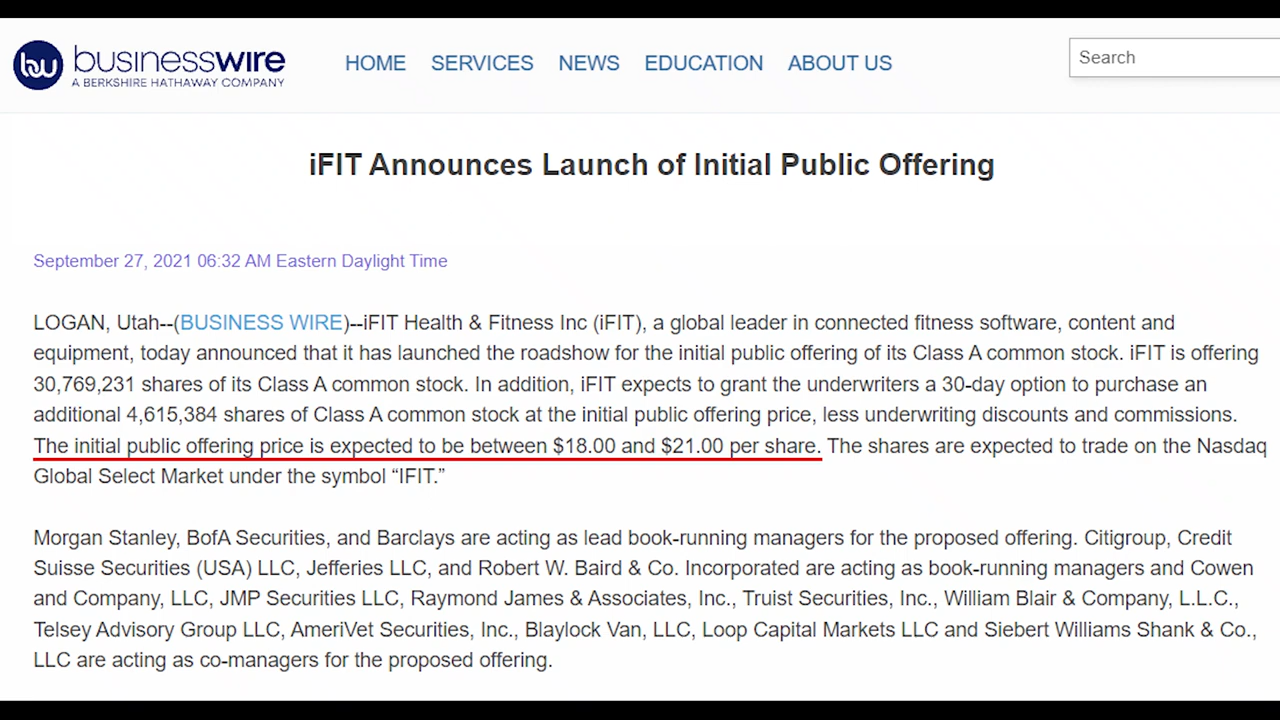 bw businesswire
A BERKSHIRE HATHAWAY COMPANY
HOME SERVICES NEWS EDUCATION ABOUT US
Search
iFIT Announces Launch of Initial Public Offering
September 27, 2021 06:32 AM Eastern Daylight Time
LOGAN, Utah--(BUSINESS WIRE)--iFIT Health & Fitness Inc (iFIT), a global leader in connected fitness software, content and
equipment, today announced that it has launched the roadshow for the initial public offering of its Class A common stock. iFIT is offering
30,769,231 shares of its Class A common stock. In addition, iFIT expects to grant the underwriters a 30-day option to purchase an
additional 4,615,384 shares of Class A common stock at the initial public offering price, less underwriting discounts and commissions.
The initial public offering price is expected to be between $18.00 and $21.00 per share. The shares are expected to trade on the Nasdaq
Global Select Market under the symbol “IFIT.”
Morgan Stanley, BofA Securities, and Barclays are acting as lead book-running managers for the proposed offering. Citigroup, Credit
Suisse Securities (USA) LLC, Jefferies LLC, and Robert W. Baird & Co. Incorporated are acting as book-running managers and Cowen
and Company, LLC, JMP Securities LLC, Raymond James & Associates, Inc., Truist Securities, Inc., William Blair & Company, L.L.C.,
Telsey Advisory Group LLC, AmeriVet Securities, Inc., Blaylock Van, LLC, Loop Capital Markets LLC and Siebert Williams Shank & Co.,
LLC are acting as co-managers for the proposed offering.